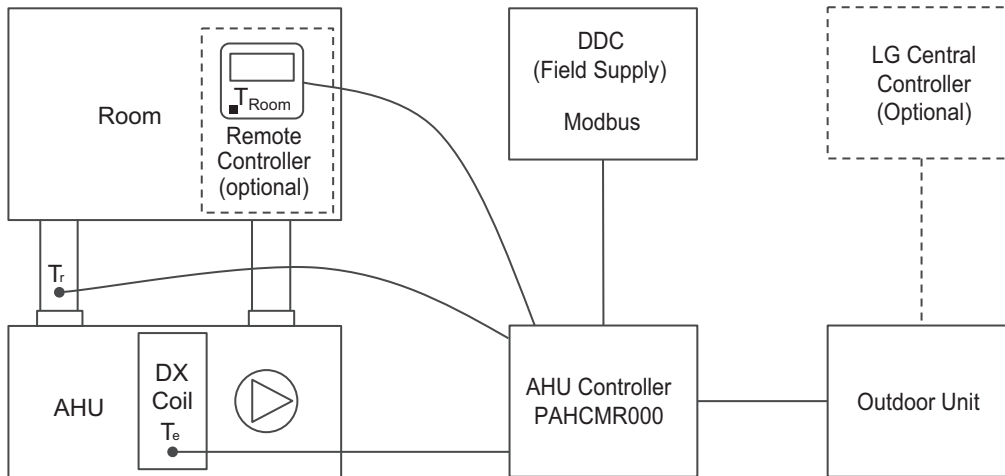 Room
T Room
Remote
Controller
(optional)
DDC
(Field Supply)
Modbus
LG Central
Controller
(Optional)
Tr
AHU
DX
Coil
Te
AHU Controller
PAHCMR000
Outdoor Unit